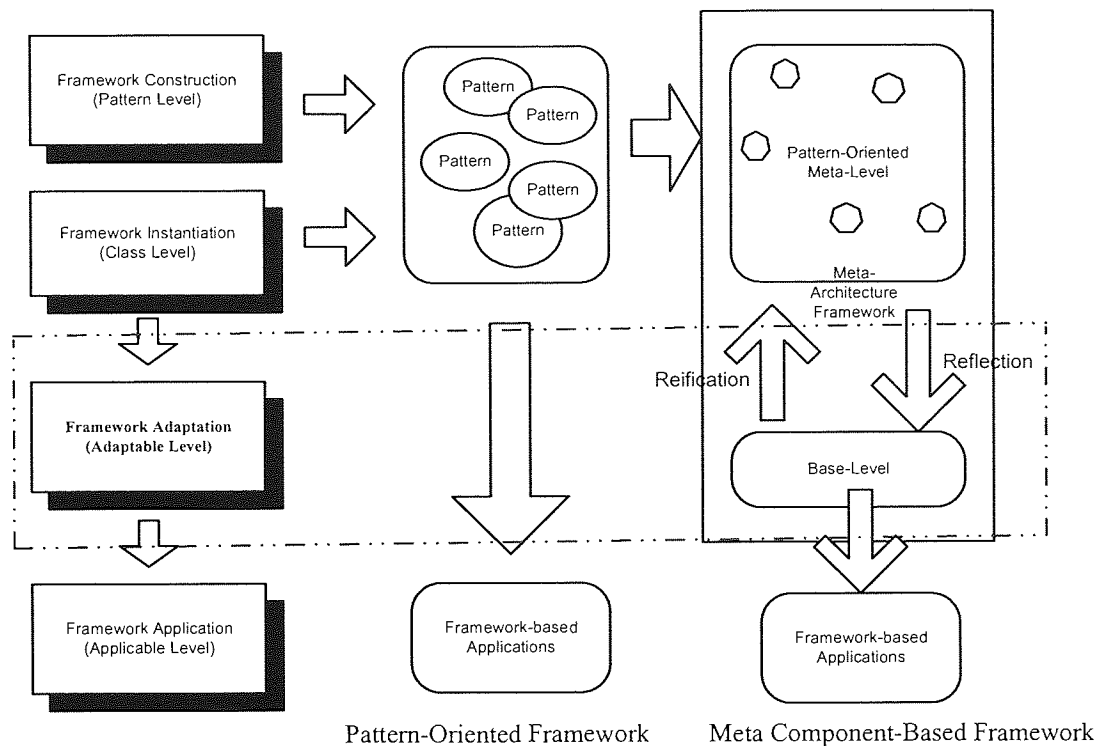 Framework Construction
(Pattern Level)
Framework Instantiation
(Class Level)
Framework Adaptation
(Adaptable Level)
Framework Application
(Applicable Level)
Pattern
Pattern
Pattern
Pattern
Pattern
Framework-based
Applications
Pattern-Oriented Framework
Pattern-Oriented
Meta-Level
Meta-
Architecture
Framework
Reification
Reflection
Base-Level
Framework-based
Applications
Meta Component-Based Framework